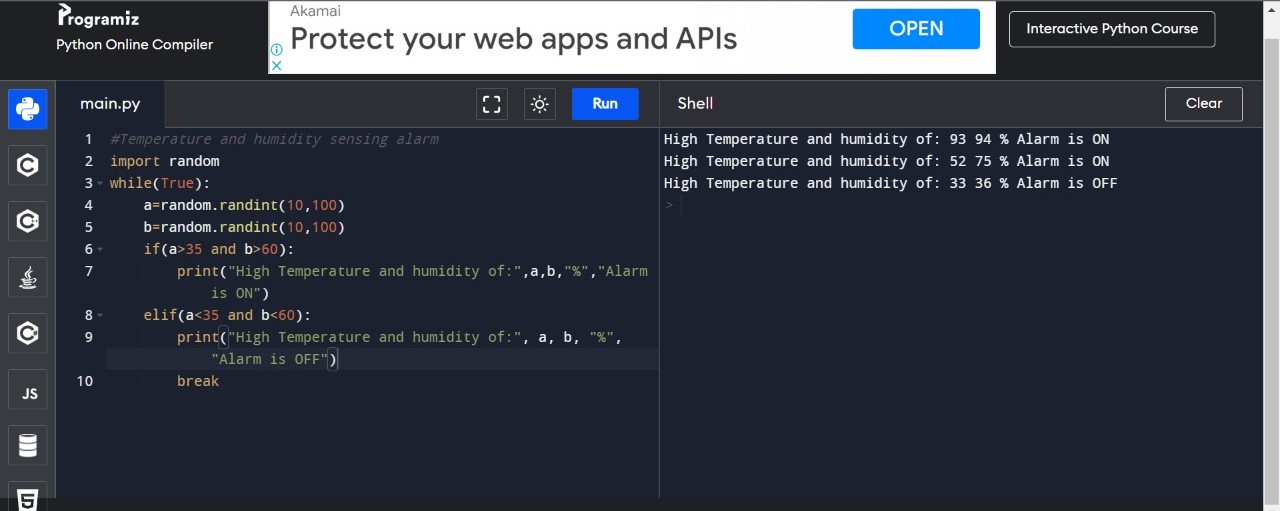 Programiz
Python Online Compiler
Akamai
Protect your web apps and APIs
OPEN
Interactive Python Course
main.py
Run
Shell
Clear
1 #Temperature and humidity sensing alarm
2 import random
3 while(True):
4 a=random.randint(10,100)
5 b=random.randint(10,100)
6 if(a>35 and b>60):
7 print("High Temperature and humidity of:",a,b,"%","Alarm
is ON")
8 elif(a<35 and b<60):
9 print("High Temperature and humidity of:", a, b, "%",
"Alarm is OFF")
10 break
High Temperature and humidity of: 93 94 % Alarm is ON
High Temperature and humidity of: 52 75 % Alarm is ON
High Temperature and humidity of: 33 36 % Alarm is OFF
>
C
C
C
JS
5